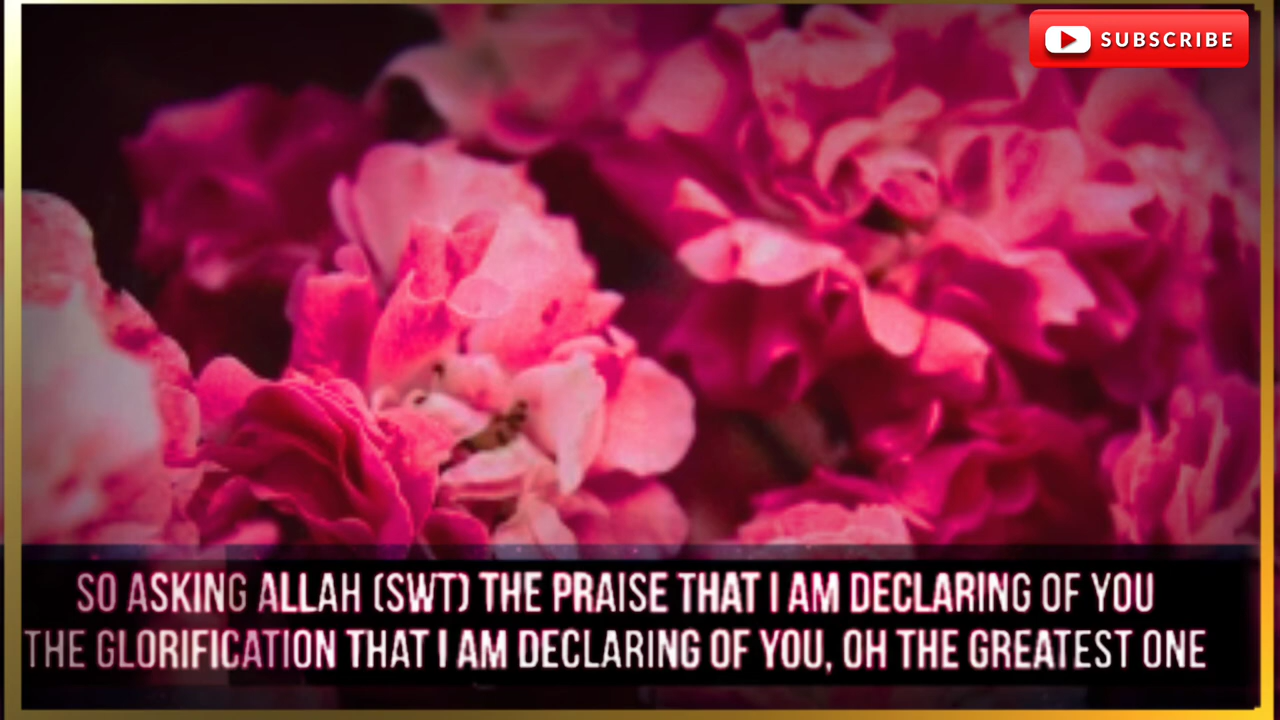 SUBSCRIBE
SO ASKING ALLAH (SWT) THE PRAISE THAT I AM DECLARING OF YOU
THE GLORIFICATION THAT I AM DECLARING OF YOU, OH THE GREATEST ONE